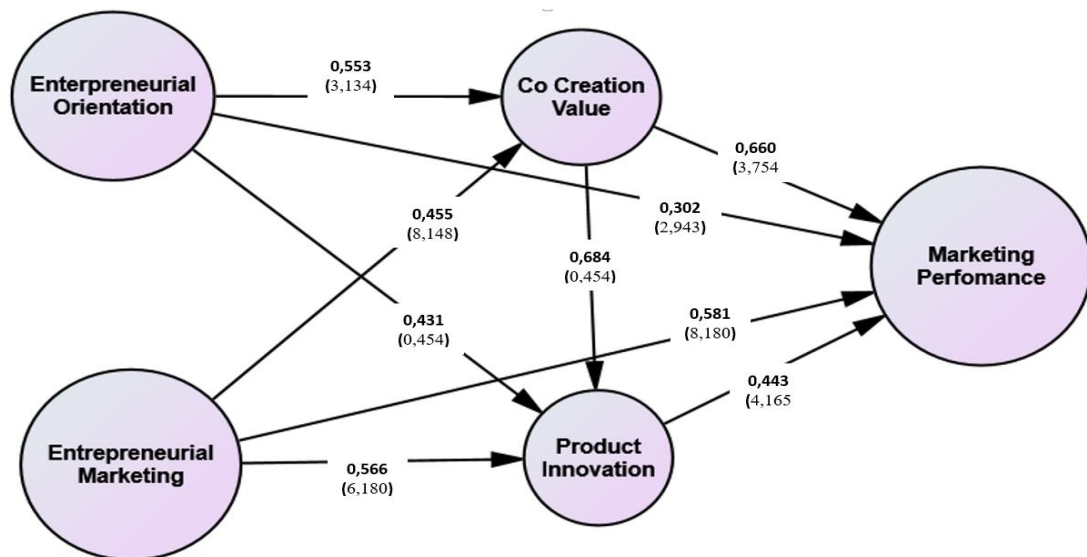 Enterpreneurial
Orientation
0,553
(3,134)
Co Creation
Value
0,660
(3,754
0,302
(2,943)
0,455
(8,148)
0,684
(0,454)
Marketing
Perfomance
0,431
(0,454)
0,581
(8,180)
0,443
(4,165
Entrepreneurial
Marketing
0,566
(6,180)
Product
Innovation